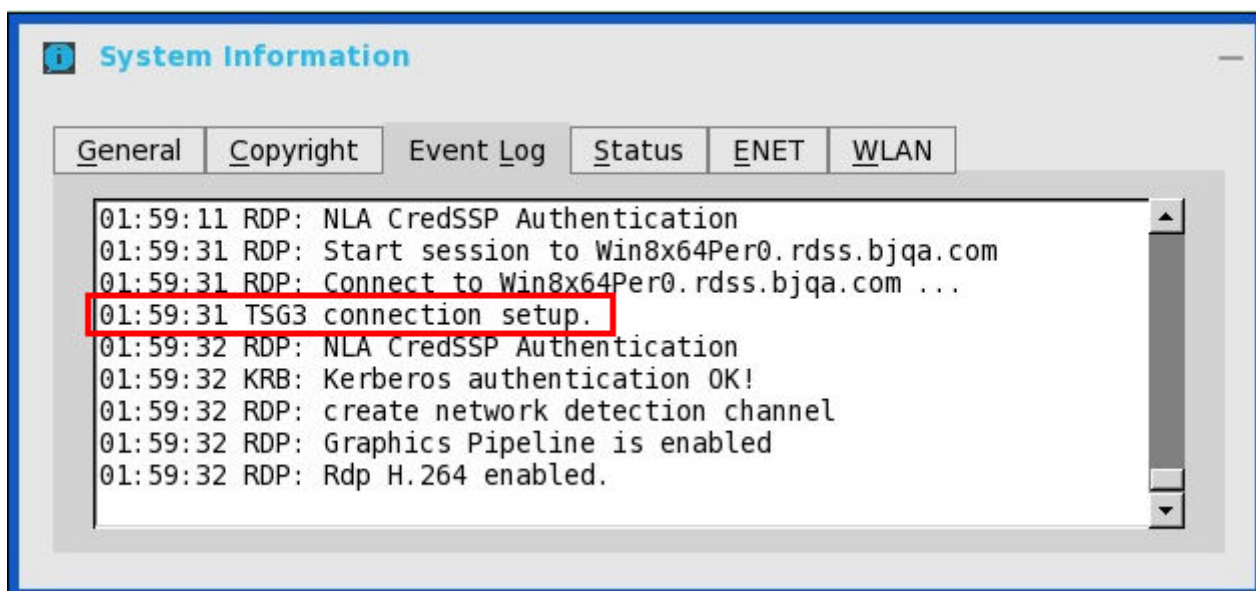 System Information
General Copyright Event Log Status ENET WLAN
01:59:11 RDP: NLA CredSSP Authentication
01:59:31 RDP: Start session to Win8x64Per0.rdss.bjqa.com
01:59:31 RDP: Connect to Win8x64Per0.rdss.bjqa.com ...
01:59:31 TSG3 connection setup.
01:59:32 RDP: NLA CredSSP Authentication
01:59:32 KRB: Kerberos authentication OK!
01:59:32 RDP: create network detection channel
01:59:32 RDP: Graphics Pipeline is enabled
01:59:32 RDP: Rdp H.264 enabled.